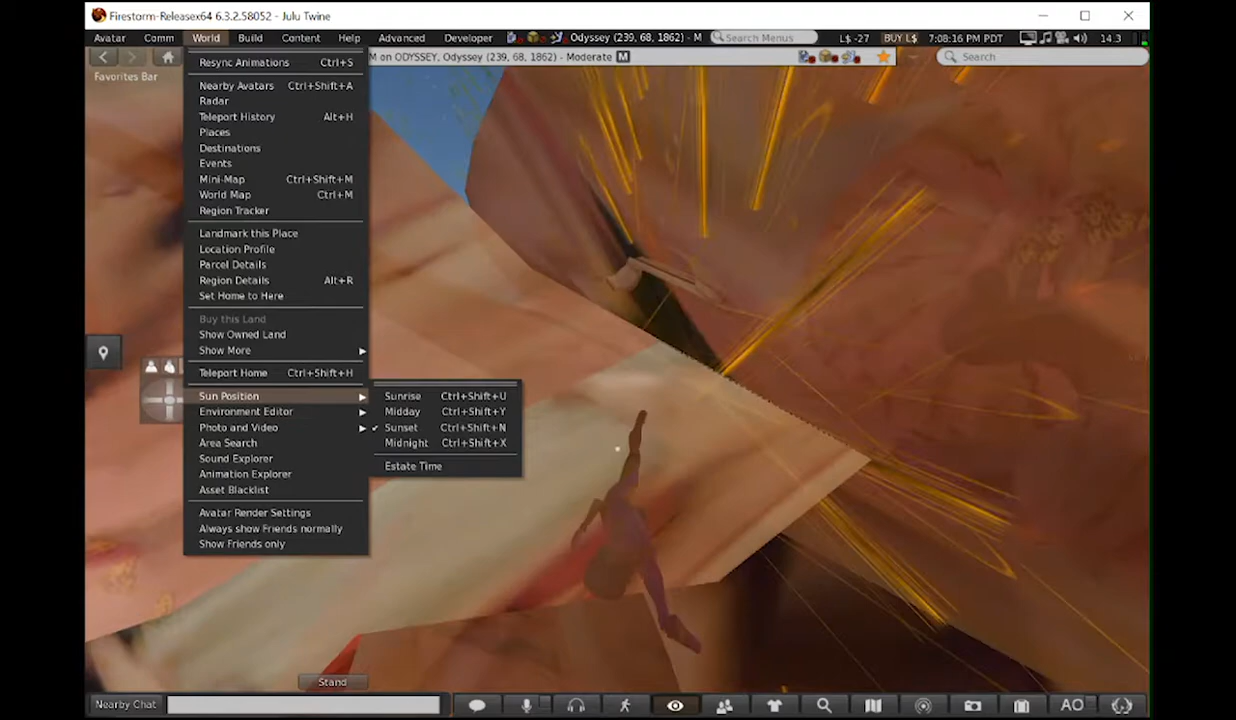 Firestorm-Releasex64 6.3.2.58052 - Julu Twine
Avatar Comm World Build Content Help Advanced Developer Odyssey (239, 68, 1862) - M Search Menus L$ -27 BUY L$ 7:08:16 PM PDT 14.3
M on ODYSSEY, Odyssey (239, 68, 1862) - Moderate M Search
Favorites Bar
Resync Animations Ctrl+S
Nearby Avatars Ctrl+Shift+A
Radar
Teleport History Alt+H
Places
Destinations
Events
Mini-Map Ctrl+Shift+M
World Map Ctrl+M
Region Tracker
Landmark this Place
Location Profile
Parcel Details
Region Details Alt+R
Set Home to Here
Buy this Land
Show Owned Land
Show More
Teleport Home Ctrl+Shift+H
Sun Position
Environment Editor
Photo and Video
Area Search
Sound Explorer
Animation Explorer
Asset Blacklist
Avatar Render Settings
Always show Friends normally
Show Friends only
Sunrise Ctrl+Shift+U
Midday Ctrl+Shift+Y
Sunset Ctrl+Shift+N
Midnight Ctrl+Shift+X
Estate Time
Stand
Nearby Chat AO